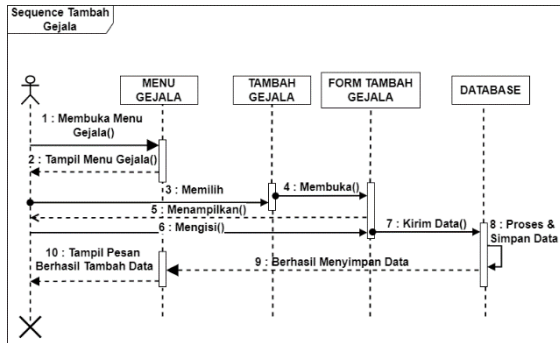 Sequence Tambah
Gejala
MENU
GEJALA
TAMBAH
GEJALA
FORM TAMBAH
GEJALA
DATABASE
1 : Membuka Menu
Gejala()
2 : Tampil Menu Gejala()
3 : Memilih
4 : Membuka()
5 : Menampilkan()
6 : Mengisi()
7 : Kirim Data()
8 : Proses &
Simpan Data
9 : Berhasil Menyimpan Data
10 : Tampil Pesan
Berhasil Tambah Data